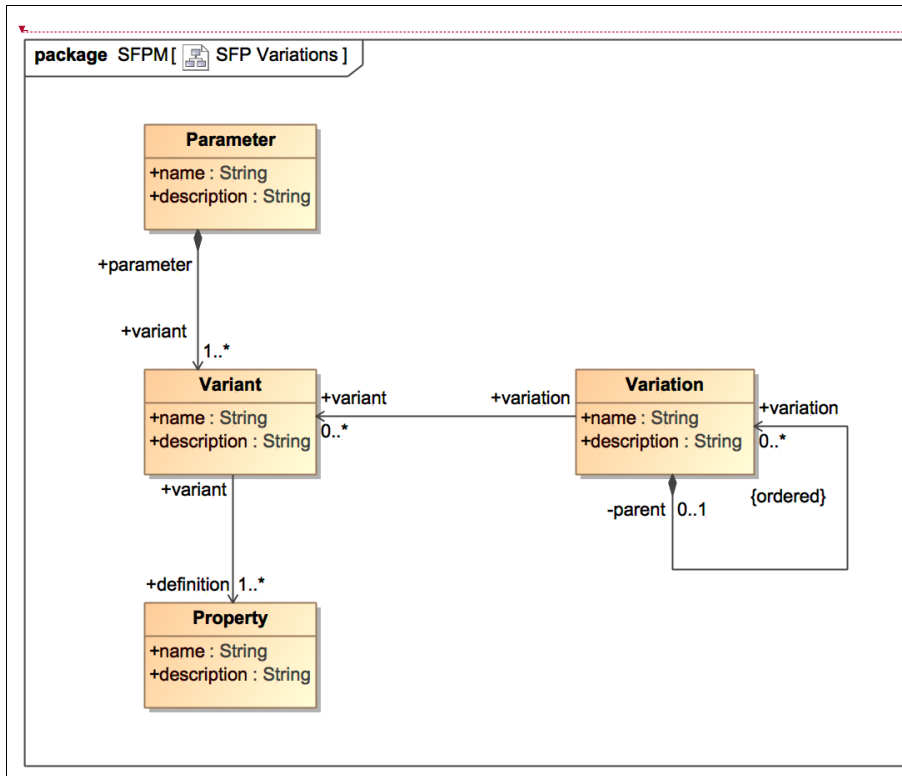 package SFPM[ SFP Variations ]
Parameter
+name : String
+description : String
+parameter
+variant
1..*
Variant
+name : String
+description : String
+variant
0..*
+variation
Variation
+name : String
+description : String
+variation
0..*
{ordered}
-parent 0..1
+variant
+definition 1..*
Property
+name : String
+description : String